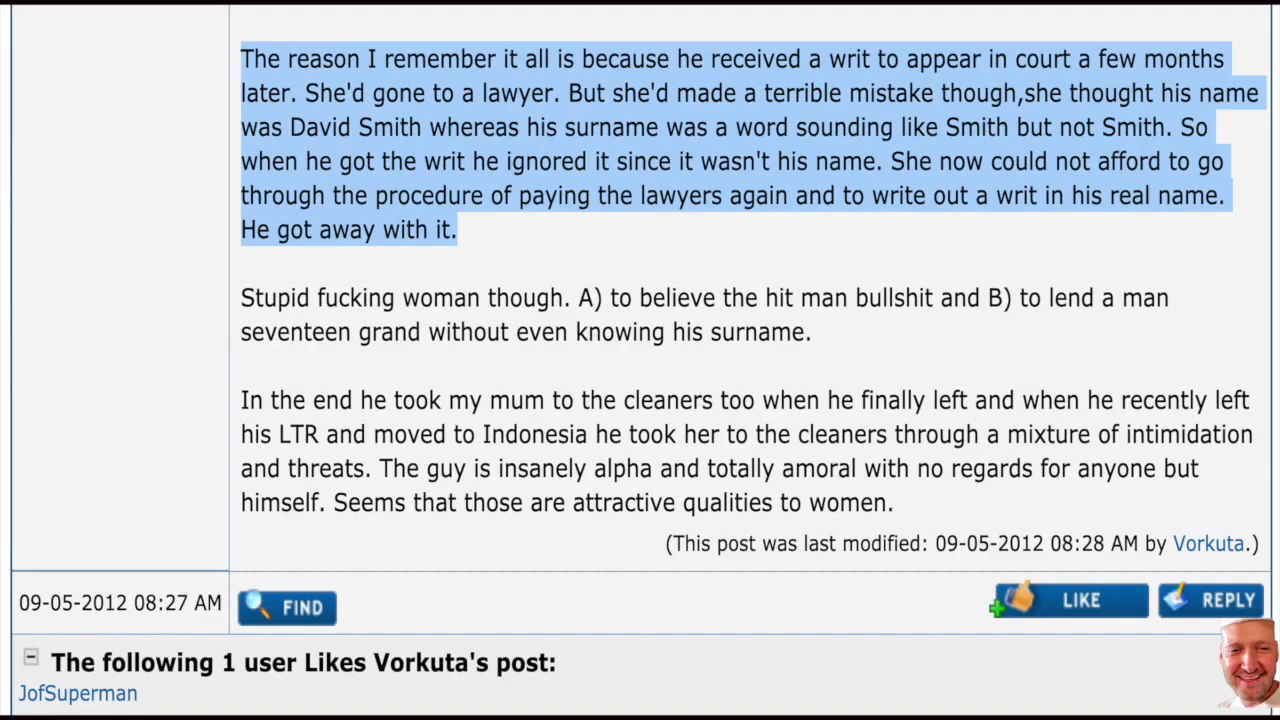 The reason I remember it all is because he received a writ to appear in court a few months
later. She'd gone to a lawyer. But she'd made a terrible mistake though,she thought his name
was David Smith whereas his surname was a word sounding like Smith but not Smith. So
when he got the writ he ignored it since it wasn't his name. She now could not afford to go
through the procedure of paying the lawyers again and to write out a writ in his real name.
He got away with it.
Stupid fucking woman though. A) to believe the hit man bullshit and B) to lend a man
seventeen grand without even knowing his surname.
In the end he took my mum to the cleaners too when he finally left and when he recently left
his LTR and moved to Indonesia he took her to the cleaners through a mixture of intimidation
and threats. The guy is insanely alpha and totally amoral with no regards for anyone but
himself. Seems that those are attractive qualities to women.
(This post was last modified: 09-05-2012 08:28 AM by Vorkuta.)
09-05-2012 08:27 AM FIND LIKE REPLY
The following 1 user Likes Vorkuta's post:
JofSuperman